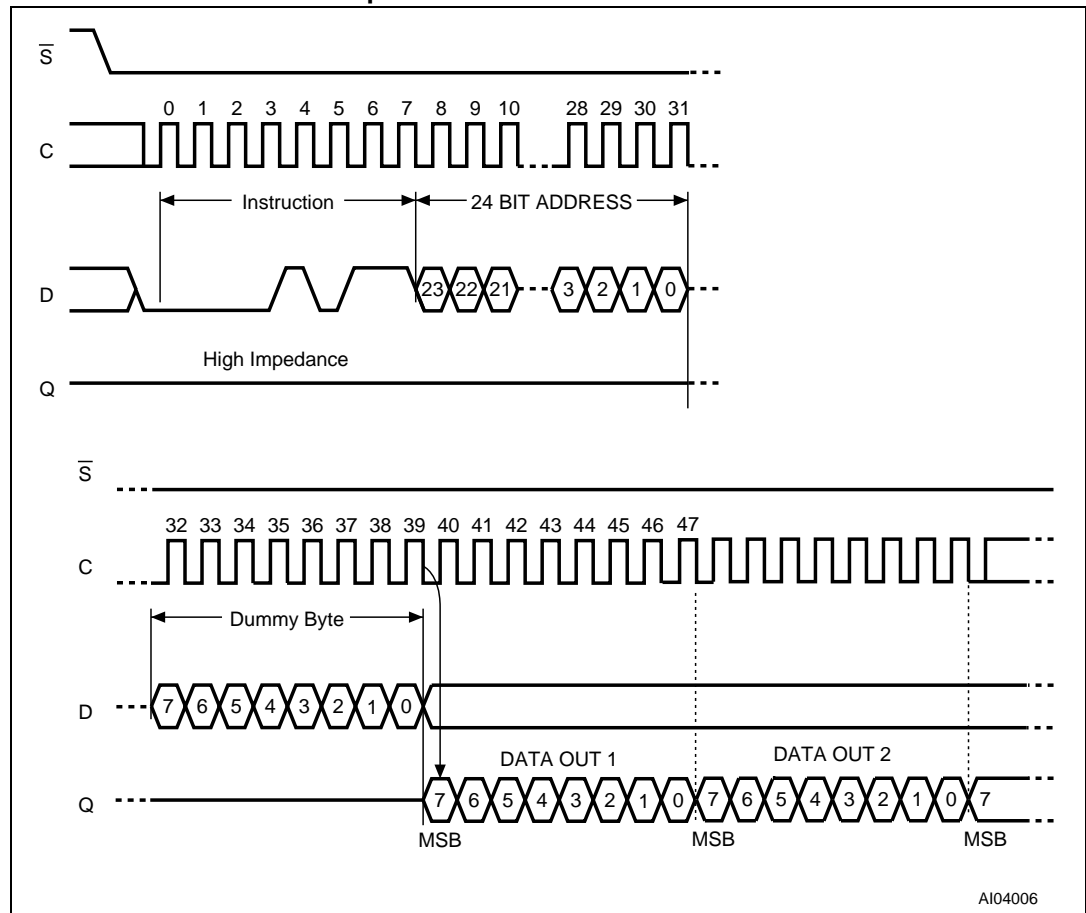 S
0 1 2 3 4 5 6 7 8 9 10 28 29 30 31
C
Instruction 24 BIT ADDRESS
D 23 22 21 3 2 1 0
High Impedance
Q
S
32 33 34 35 36 37 38 39 40 41 42 43 44 45 46 47
C
Dummy Byte
D 7 6 5 4 3 2 1 0
DATA OUT 1 DATA OUT 2
Q 7 6 5 4 3 2 1 0 7 6 5 4 3 2 1 0 7
MSB MSB MSB
AI04006